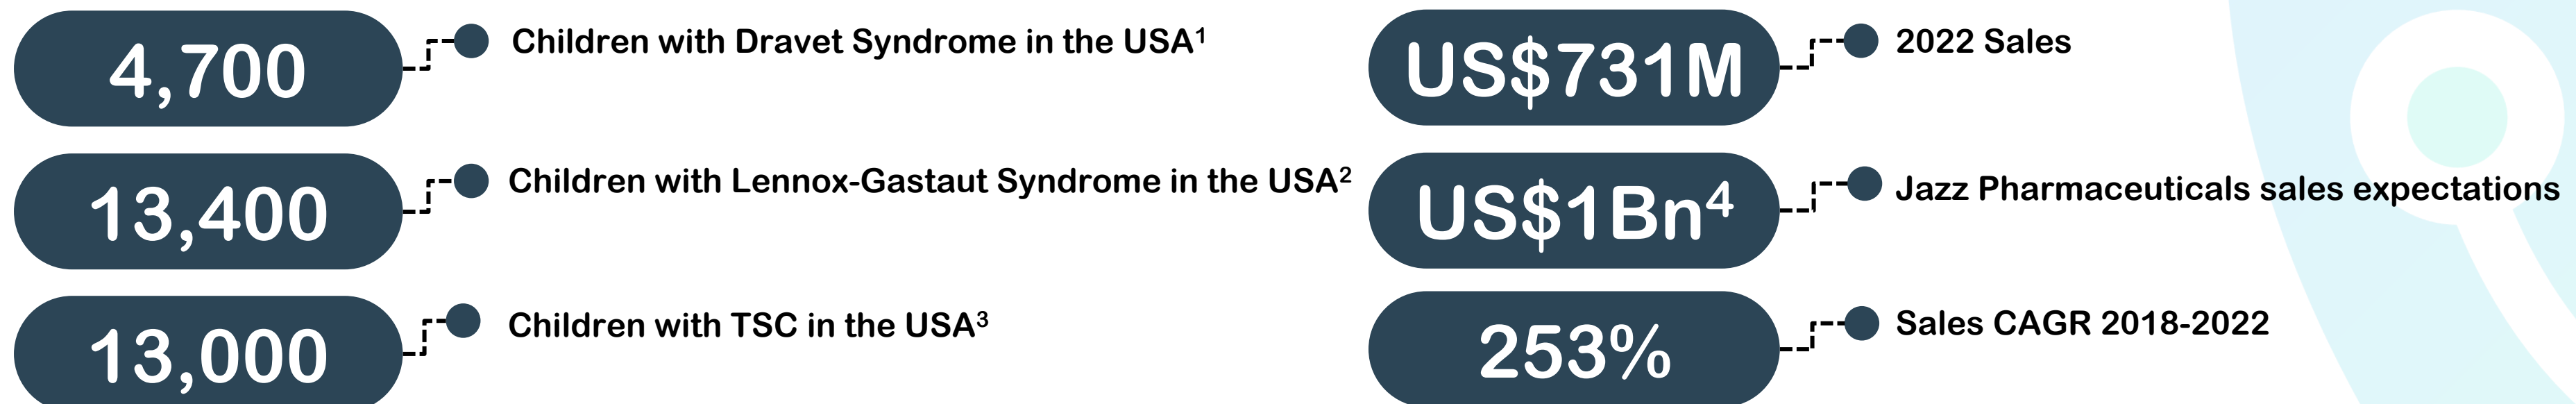 4,700
Children with Dravet Syndrome in the USA¹
13,400
Children with Lennox-Gastaut Syndrome in the USA²
13,000
Children with TSC in the USA³
US$731M
2022 Sales
US$1Bn⁴
Jazz Pharmaceuticals sales expectations
253%
Sales CAGR 2018-2022